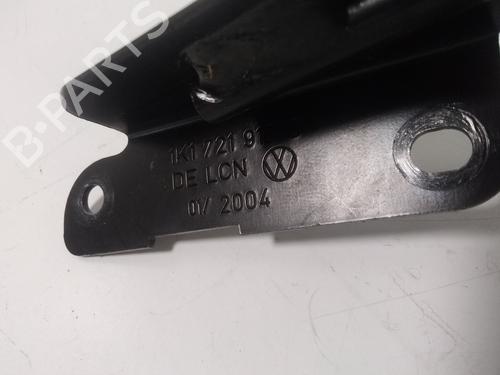 B-PARTS
1K1 721 91
DE LCN
01/ 2004